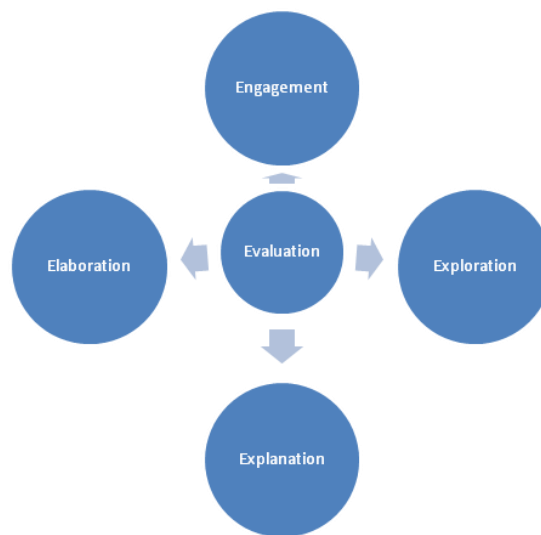 Engagement
Elaboration
Evaluation
Exploration
Explanation